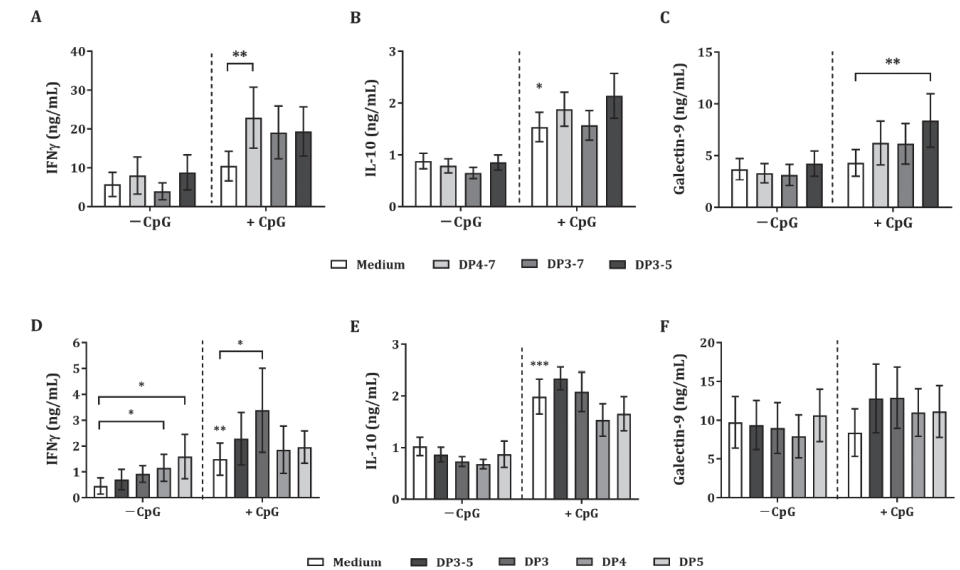 A
B
C
IFNγ (ng/mL)
40
30
20
10
0
**
– CpG
+ CpG
IL-10 (ng/mL)
3
2
1
0
*
– CpG
+ CpG
Galectin-9 (ng/mL)
15
10
5
0
**
– CpG
+ CpG
Medium DP4-7 DP3-7 DP3-5
D
E
F
IFNγ (ng/mL)
6
5
4
3
2
1
0
*
*
**
*
– CpG
+ CpG
IL-10 (ng/mL)
3
2
1
0
***
– CpG
+ CpG
Galectin-9 (ng/mL)
20
15
10
5
0
– CpG
+ CpG
Medium DP3-5 DP3 DP4 DP5